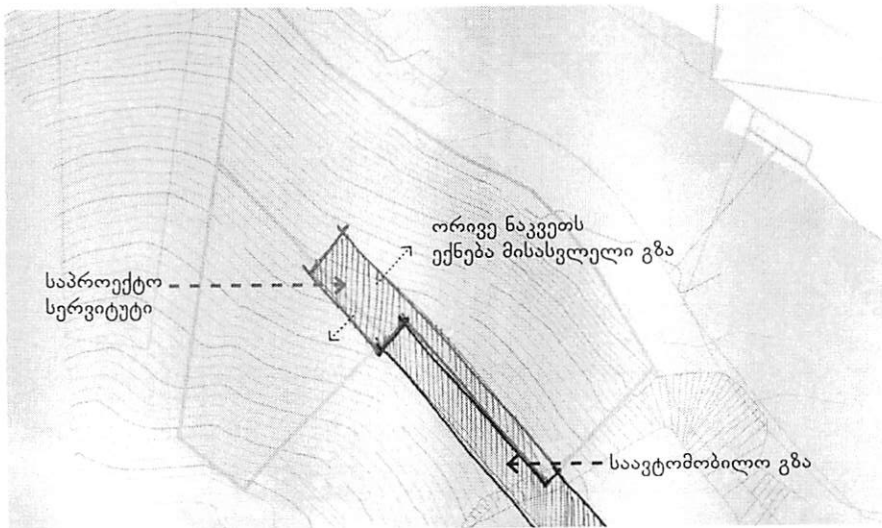 ორივე ნაკვეთს
ექნება მისასვლელი გზა
საპროექტო
სერვიტუტი
საავტომობილო გზა